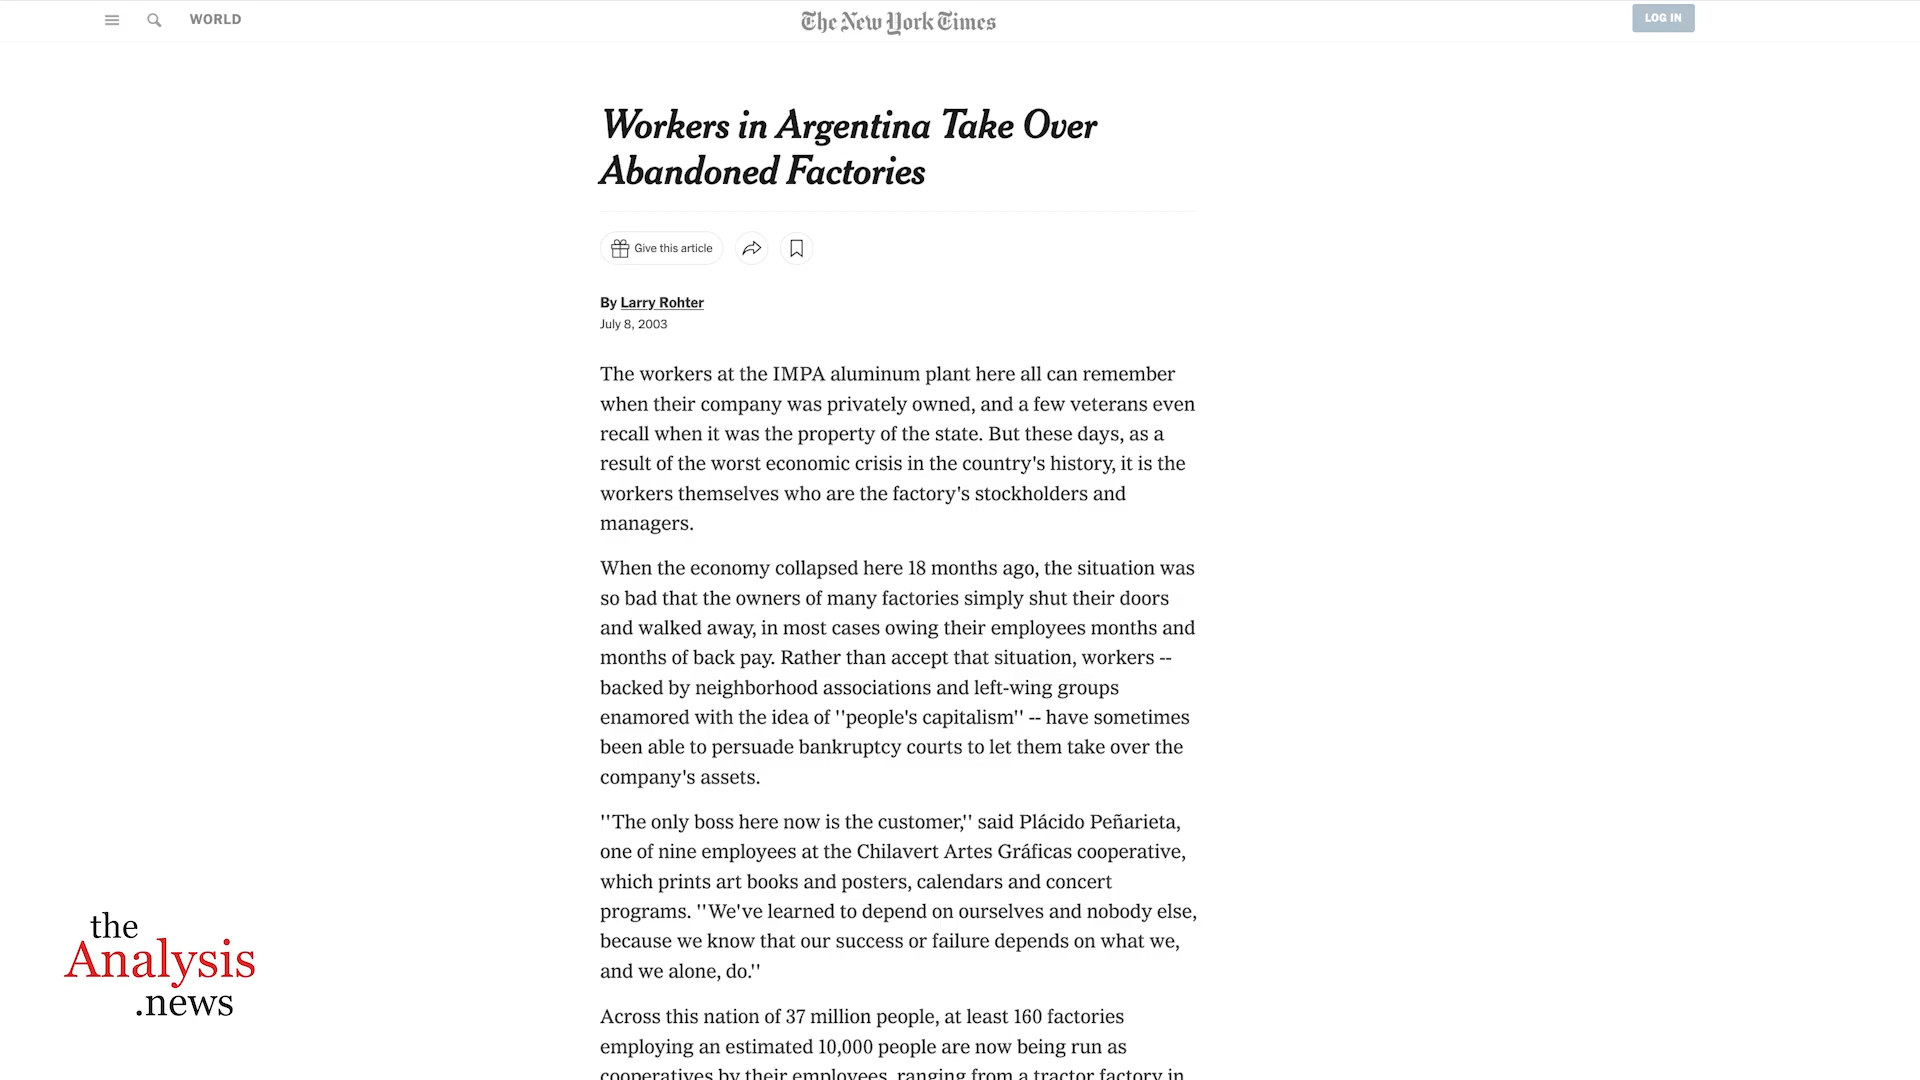 WORLD
The New York Times
LOG IN
Workers in Argentina Take Over
Abandoned Factories
Give this article
By Larry Rohter
July 8, 2003
The workers at the IMPA aluminum plant here all can remember
when their company was privately owned, and a few veterans even
recall when it was the property of the state. But these days, as a
result of the worst economic crisis in the country's history, it is the
workers themselves who are the factory's stockholders and
managers.
When the economy collapsed here 18 months ago, the situation was
so bad that the owners of many factories simply shut their doors
and walked away, in most cases owing their employees months and
months of back pay. Rather than accept that situation, workers --
backed by neighborhood associations and left-wing groups
enamored with the idea of ''people's capitalism'' -- have sometimes
been able to persuade bankruptcy courts to let them take over the
company's assets.
''The only boss here now is the customer,'' said Plácido Peñarieta,
one of nine employees at the Chilavert Artes Gráficas cooperative,
which prints art books and posters, calendars and concert
programs. ''We've learned to depend on ourselves and nobody else,
because we know that our success or failure depends on what we,
and we alone, do.''
Across this nation of 37 million people, at least 160 factories
employing an estimated 10,000 people are now being run as
cooperatives by their employees, ranging from a tractor factory in
the
Analysis
.news